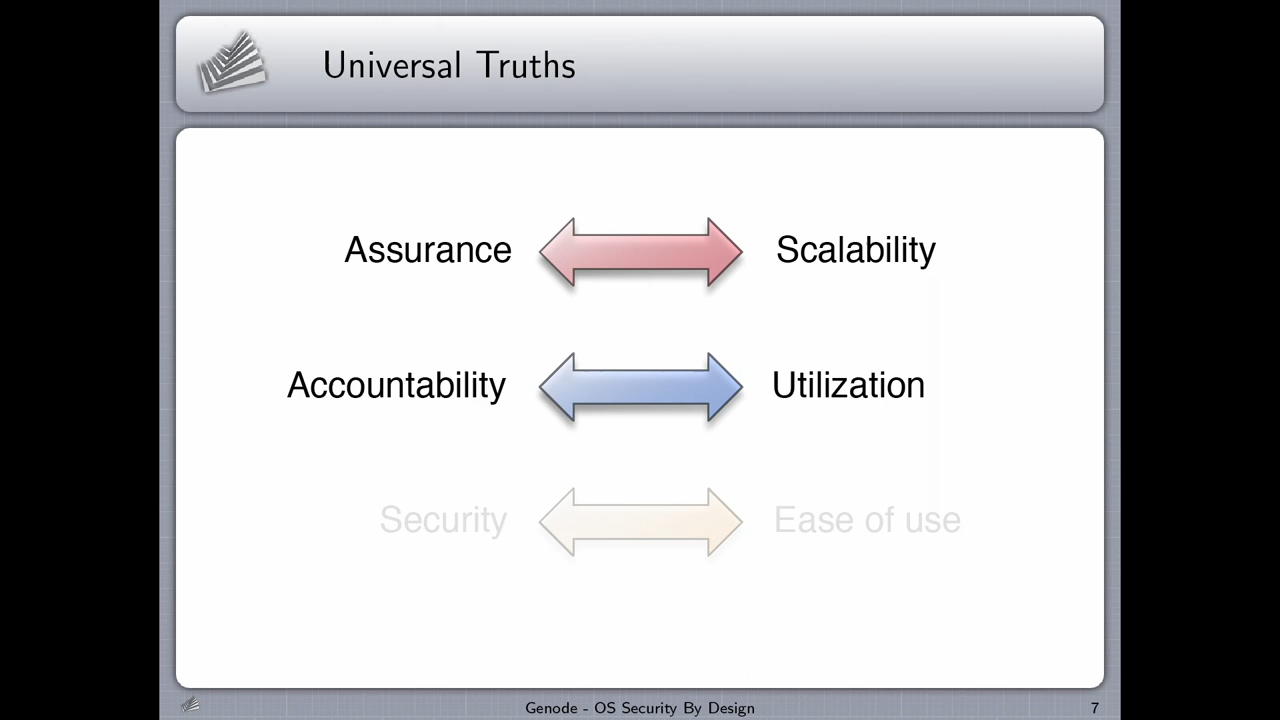 Universal Truths
Assurance Scalability
Accountability Utilization
Security Ease of use
Genode - OS Security By Design 7